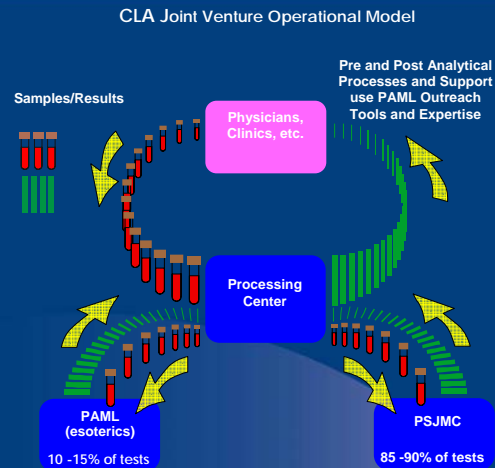 CLA Joint Venture Operational Model
Pre and Post Analytical
Processes and Support
use PAML Outreach
Tools and Expertise
Samples/Results
Physicians,
Clinics, etc.
Processing
Center
PAML
(esoterics)
10 -15% of tests
PSJMC
85 -90% of tests